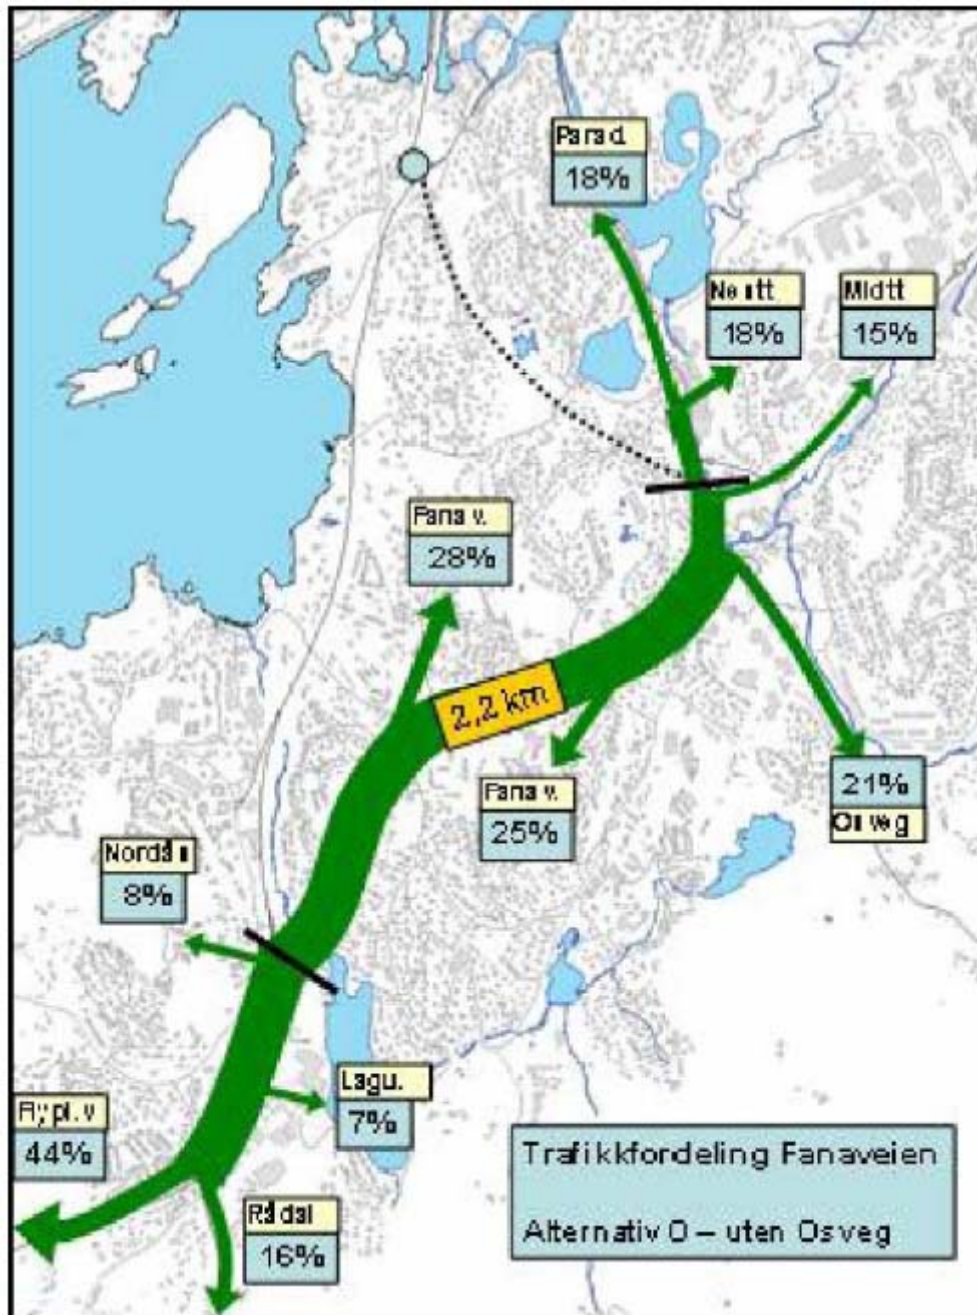 Parad.
18%
Midtt
15%
18%
Fana v.
28%
2,2 km
Fana v.
25%
21%
8%
Lagu.
7%
44%
Rådal
16%
Trafikkfordeling Fanaveien
Alternativ 0 – uten Osveg